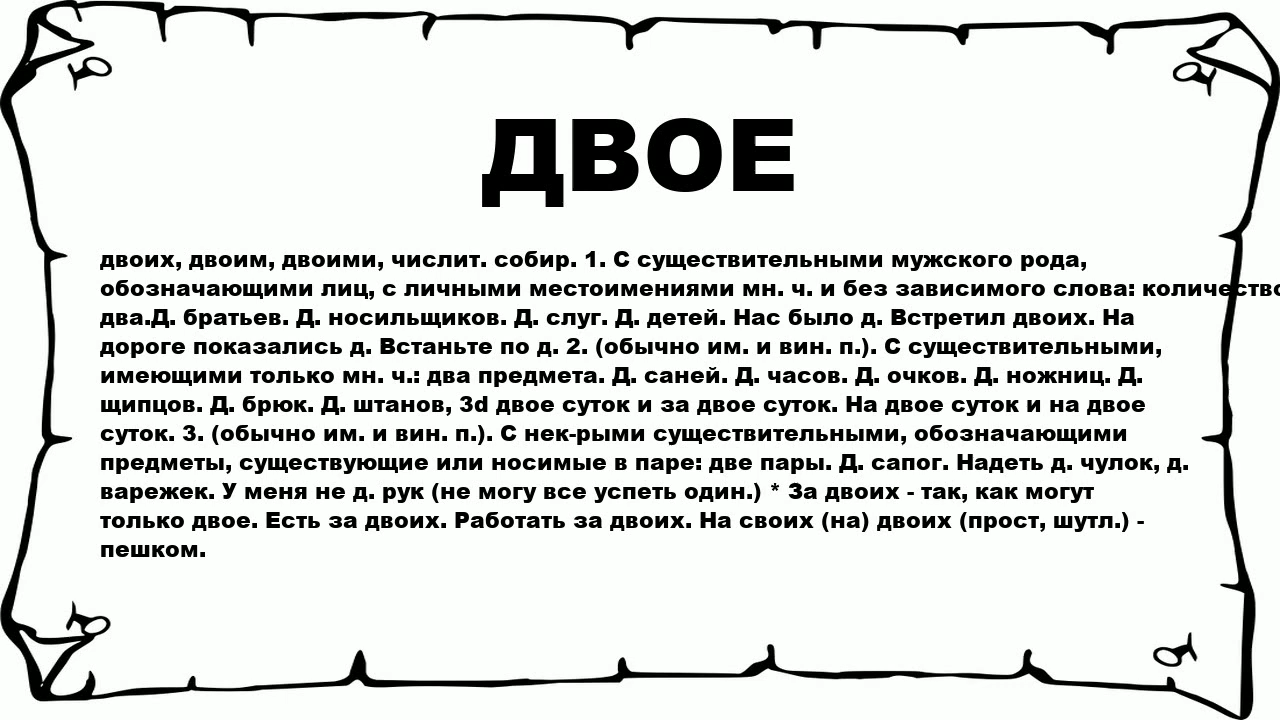 ДВОЕ
двоих, двоим, двоими, числит. собир. 1. С существительными мужского рода,
обозначающими лиц, с личными местоимениями мн. ч. и без зависимого слова: количество
два.Д. братьев. Д. носильщиков. Д. слуг. Д. детей. Нас было д. Встретил двоих. На
дороге показались д. Встаньте по д. 2. (обычно им. и вин. п.). С существительными,
имеющими только мн. ч.: два предмета. Д. саней. Д. часов. Д. очков. Д. ножниц. Д.
щипцов. Д. брюк. Д. штанов, 3d двое суток и за двое суток. На двое суток и на двое
суток. 3. (обычно им. и вин. п.). С нек-рыми существительными, обозначающими
предметы, существующие или носимые в паре: две пары. Д. сапог. Надеть д. чулок, д.
варежек. У меня не д. рук (не могу все успеть один.) * За двоих - так, как могут
только двое. Есть за двоих. Работать за двоих. На своих (на) двоих (прост, шутл.) -
пешком.